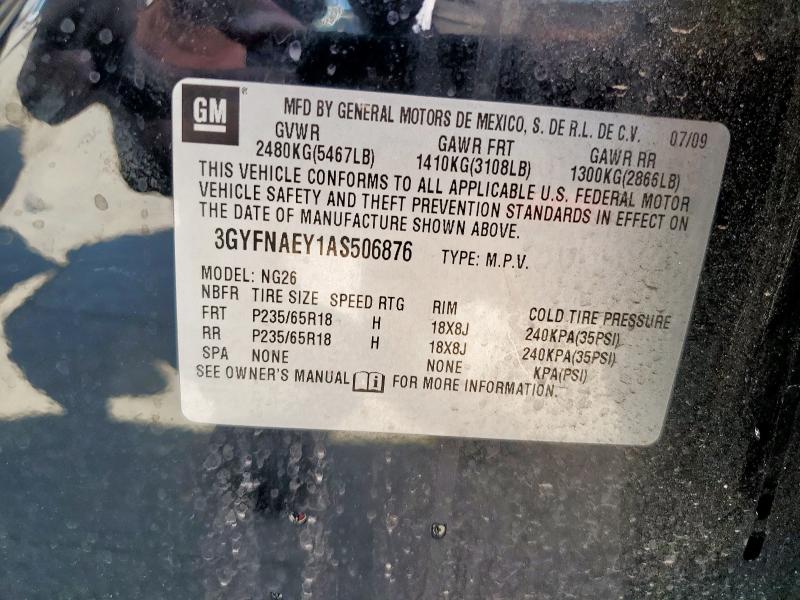 GM ® MFD BY GENERAL MOTORS DE MEXICO, S. DE R.L. DE C.V. 07/09
GVWR GAWR FRT GAWR RR
2480KG(5467LB) 1410KG(3108LB) 1300KG(2866LB)
THIS VEHICLE CONFORMS TO ALL APPLICABLE U.S. FEDERAL MOTOR
VEHICLE SAFETY AND THEFT PREVENTION STANDARDS IN EFFECT ON
THE DATE OF MANUFACTURE SHOWN ABOVE.
3GYFNAEY1AS506876 TYPE: M.P.V.
MODEL: NG26
NBFR TIRE SIZE SPEED RTG RIM COLD TIRE PRESSURE
FRT P235/65R18 H 18X8J 240KPA(35PSI)
RR P235/65R18 H 18X8J 240KPA(35PSI)
SPA NONE NONE KPA(PSI)
SEE OWNER'S MANUAL FOR MORE INFORMATION.